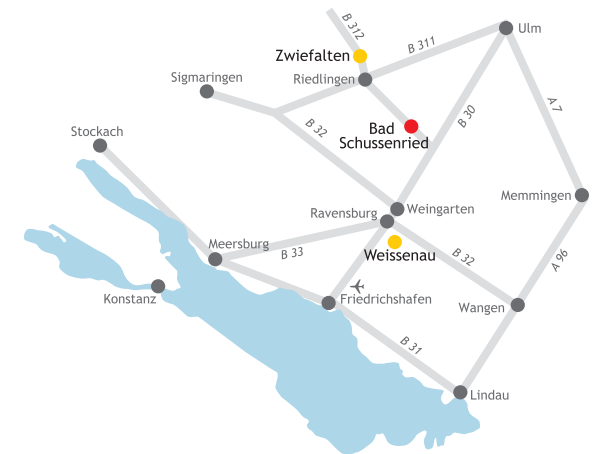 B 312
Ulm
B 311
Zwiefalten
Sigmaringen
Riedlingen
A 7
B 30
B 32
Bad
Schussenried
Stockach
Memmingen
Weingarten
Ravensburg
Meersburg
B 33
Weissenau
B 32
A 96
Konstanz
Friedrichshafen
Wangen
B 31
Lindau